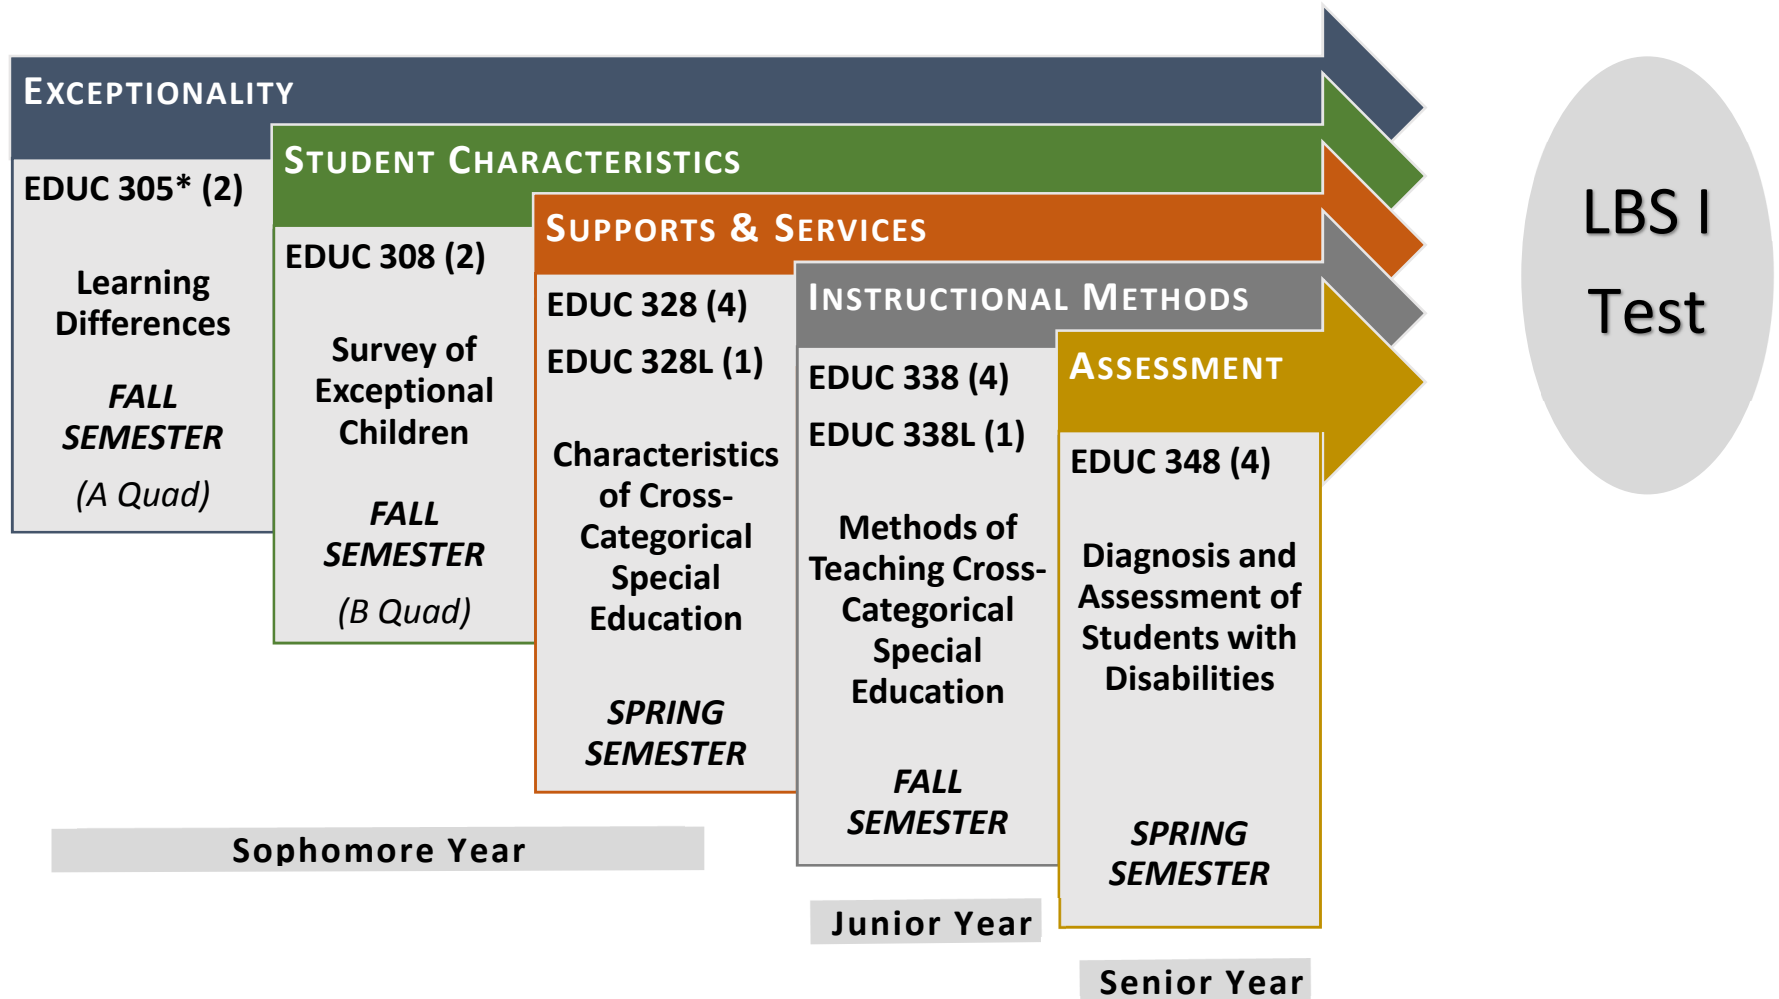 EXCEPTIONALITY
EDUC 305* (2)
Learning
Differences
FALL
SEMESTER
(A Quad)
STUDENT CHARACTERISTICS
EDUC 308 (2)
Survey of
Exceptional
Children
FALL
SEMESTER
(B Quad)
SUPPORTS & SERVICES
EDUC 328 (4)
EDUC 328L (1)
Characteristics
of Cross-
Categorical
Special
Education
SPRING
SEMESTER
INSTRUCTIONAL METHODS
EDUC 338 (4)
EDUC 338L (1)
Methods of
Teaching Cross-
Categorical
Special
Education
FALL
SEMESTER
ASSESSMENT
EDUC 348 (4)
Diagnosis and
Assessment of
Students with
Disabilities
SPRING
SEMESTER
LBS I
Test
Sophomore Year
Junior Year
Senior Year